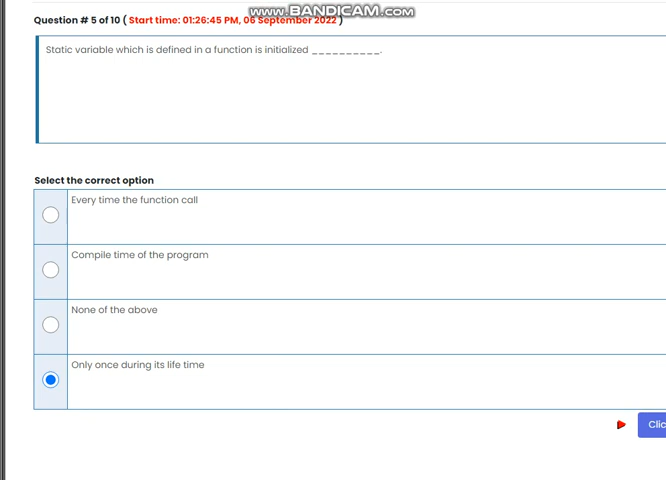 www.BANDICAM.com
Question # 5 of 10 ( Start time: 01:26:45 PM, 06 September 2022 )
Static variable which is defined in a function is initialized __________.
Select the correct option
Every time the function call
Compile time of the program
None of the above
Only once during its life time
Clic